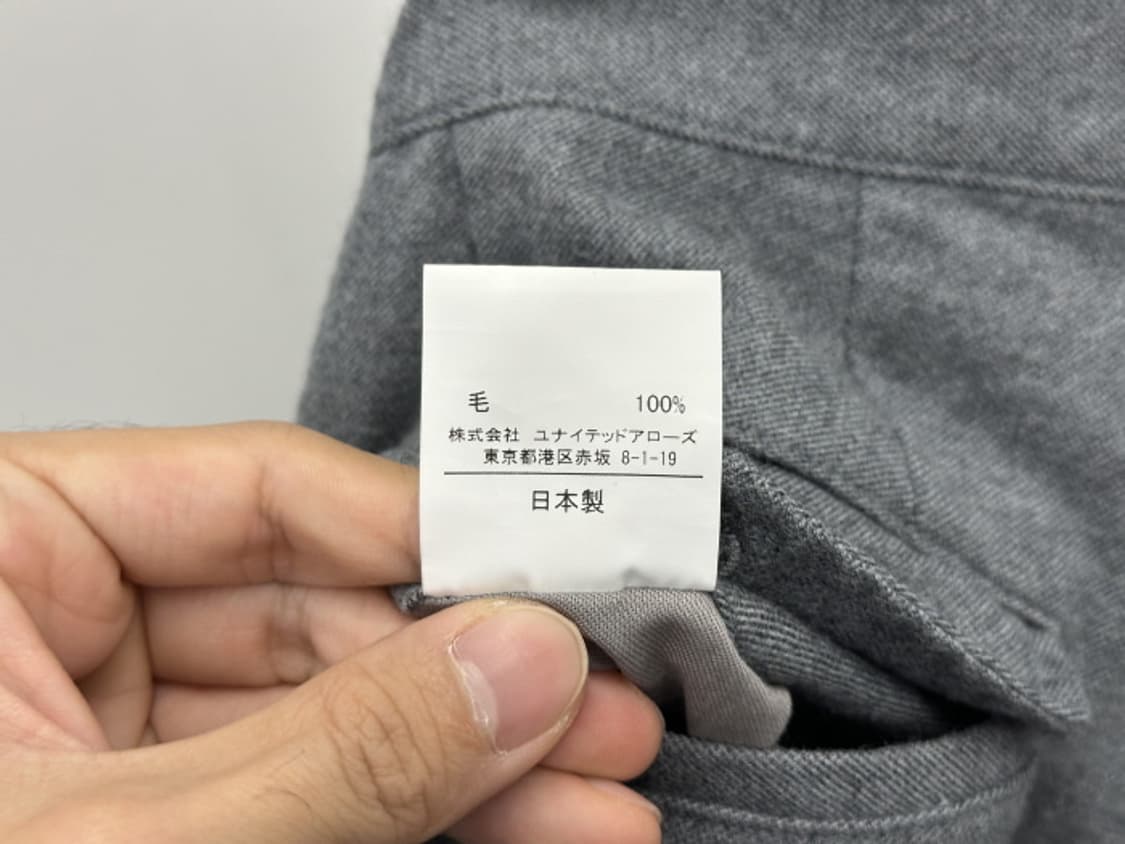 毛 100%
株式会社 ユナイテッドアローズ
東京都港区赤坂 8-1-19
日本製